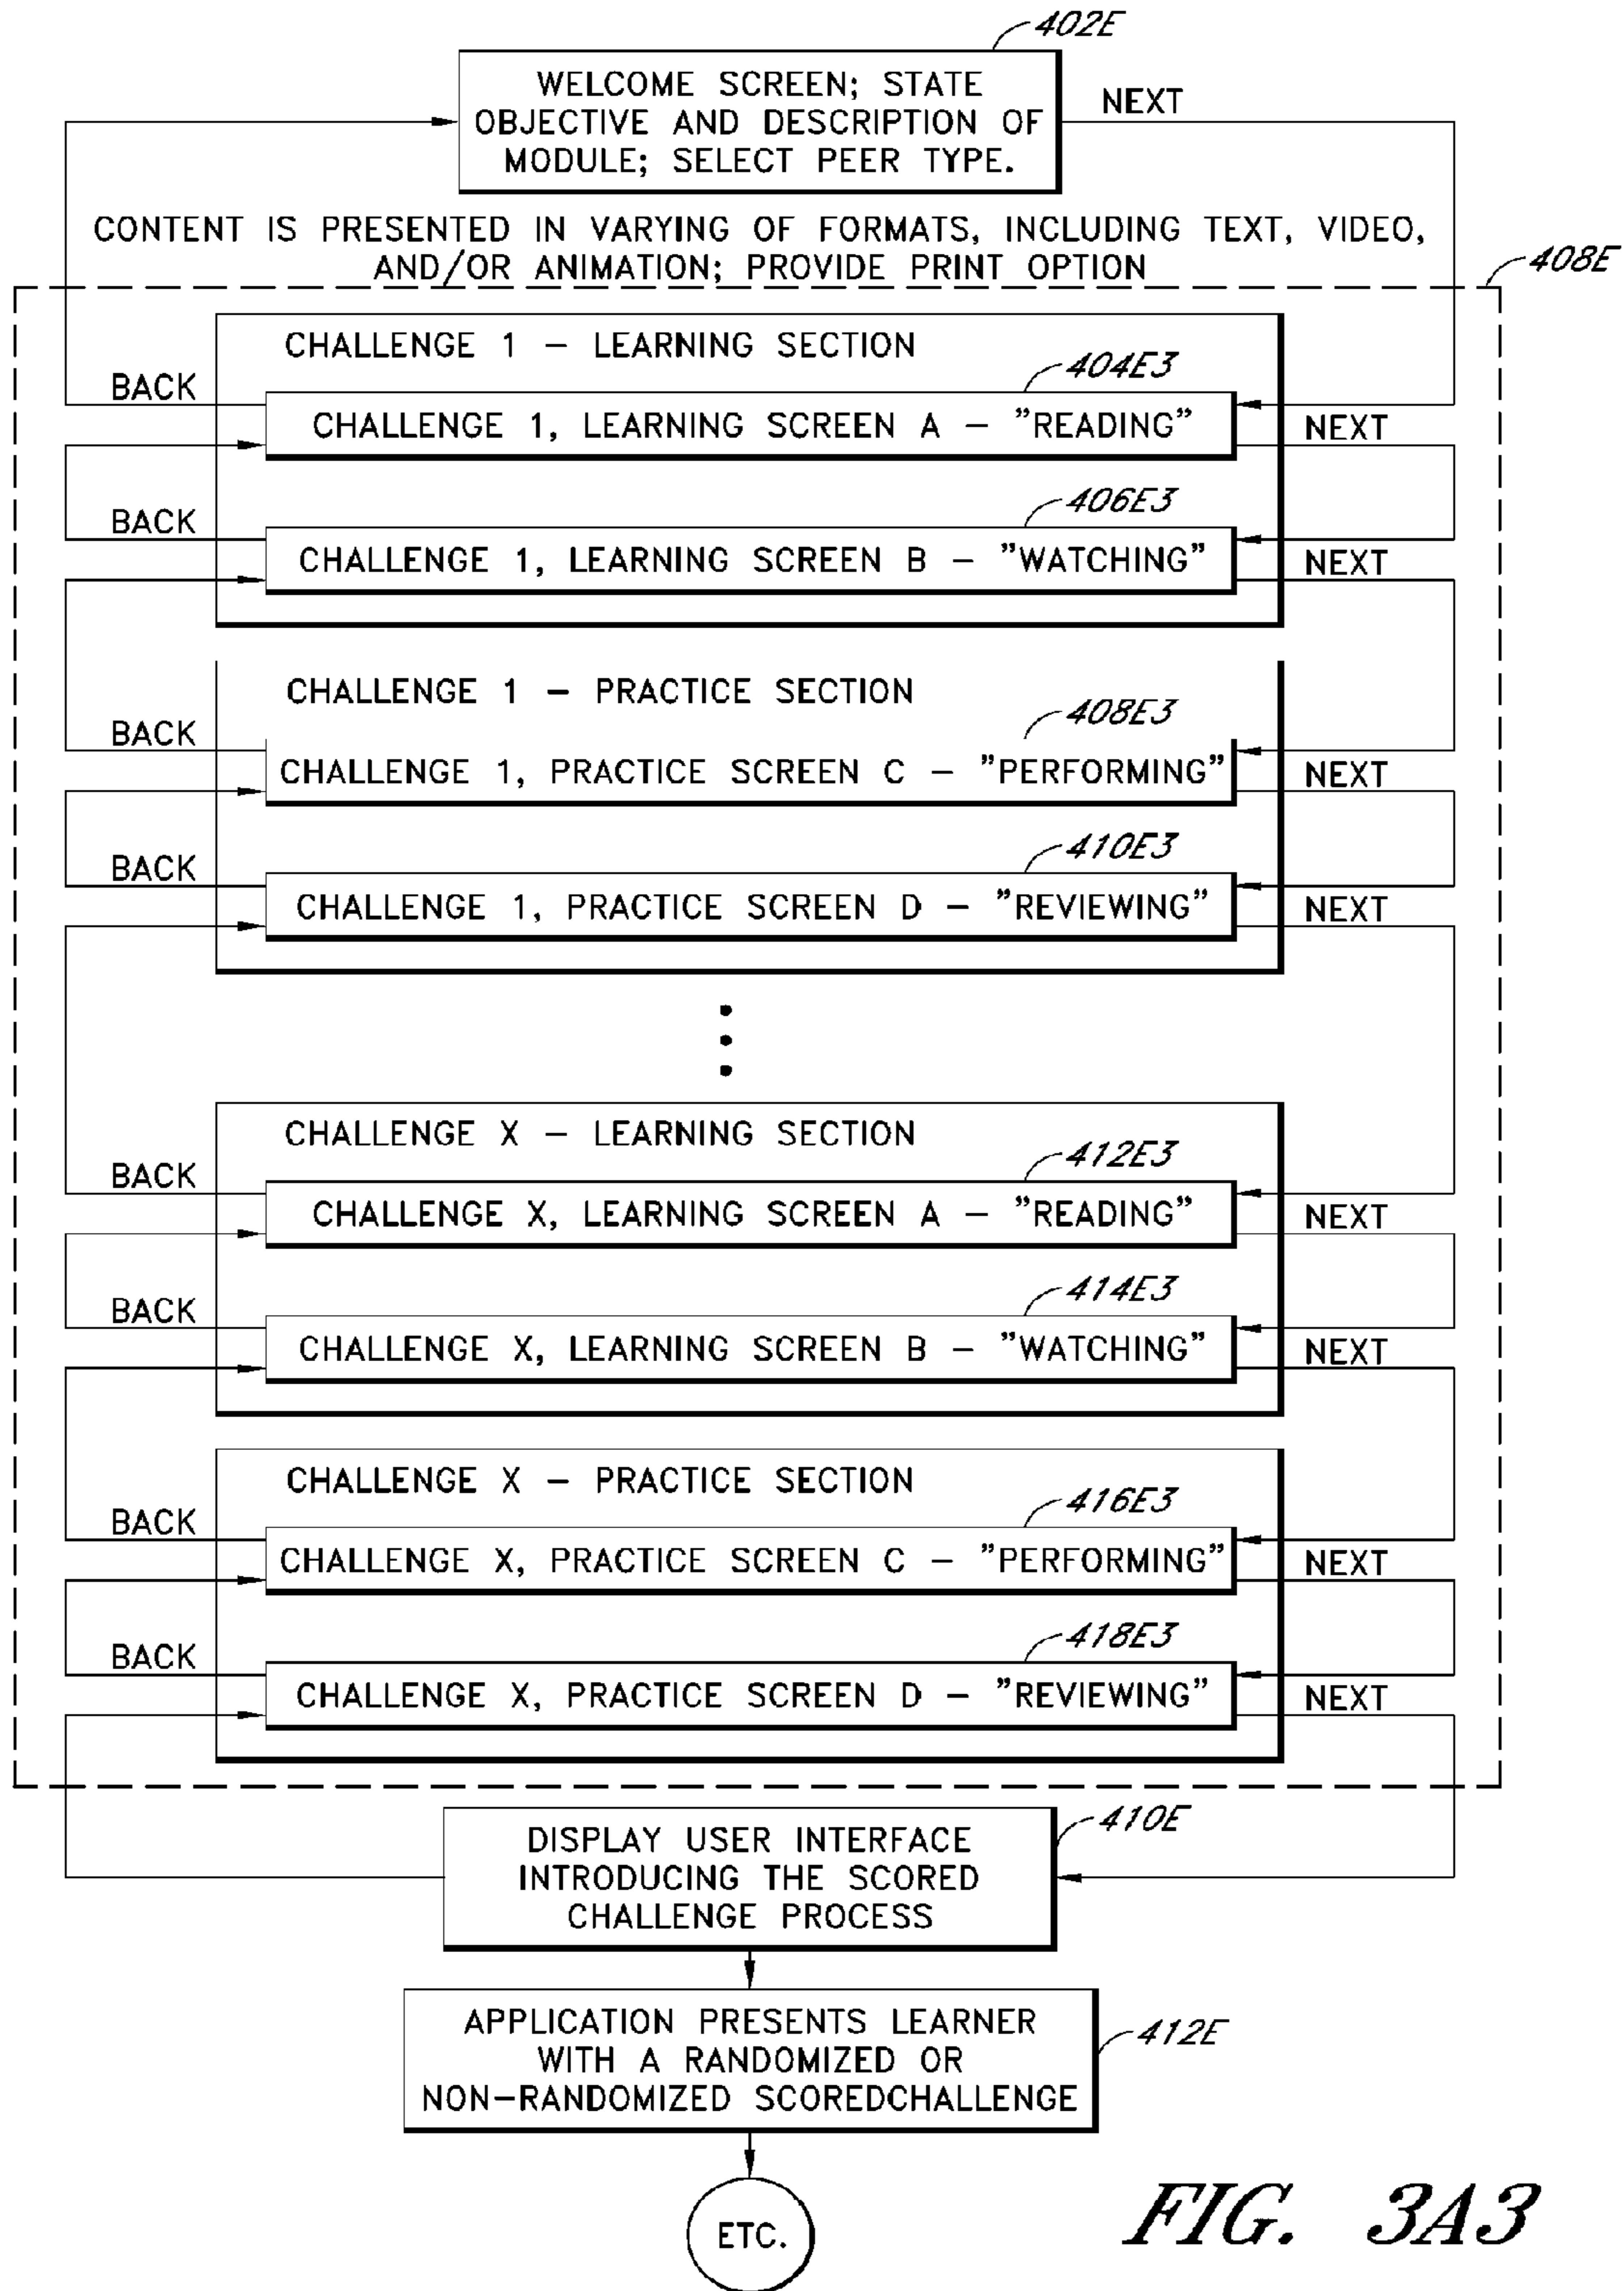 402E
WELCOME SCREEN; STATE
OBJECTIVE AND DESCRIPTION OF
MODULE; SELECT PEER TYPE.
NEXT
CONTENT IS PRESENTED IN VARYING OF FORMATS, INCLUDING TEXT, VIDEO,
AND/OR ANIMATION; PROVIDE PRINT OPTION
408E
CHALLENGE 1 – LEARNING SECTION
404E3
BACK
CHALLENGE 1, LEARNING SCREEN A – "READING"
NEXT
406E3
BACK
CHALLENGE 1, LEARNING SCREEN B – "WATCHING"
NEXT
CHALLENGE 1 – PRACTICE SECTION
408E3
BACK
CHALLENGE 1, PRACTICE SCREEN C – "PERFORMING"
NEXT
410E3
BACK
CHALLENGE 1, PRACTICE SCREEN D – "REVIEWING"
NEXT
CHALLENGE X – LEARNING SECTION
412E3
BACK
CHALLENGE X, LEARNING SCREEN A – "READING"
NEXT
414E3
BACK
CHALLENGE X, LEARNING SCREEN B – "WATCHING"
NEXT
CHALLENGE X – PRACTICE SECTION
416E3
BACK
CHALLENGE X, PRACTICE SCREEN C – "PERFORMING"
NEXT
418E3
BACK
CHALLENGE X, PRACTICE SCREEN D – "REVIEWING"
NEXT
410E
DISPLAY USER INTERFACE
INTRODUCING THE SCORED
CHALLENGE PROCESS
APPLICATION PRESENTS LEARNER
WITH A RANDOMIZED OR
NON-RANDOMIZED SCOREDCHALLENGE
412E
ETC.
FIG. 3A3